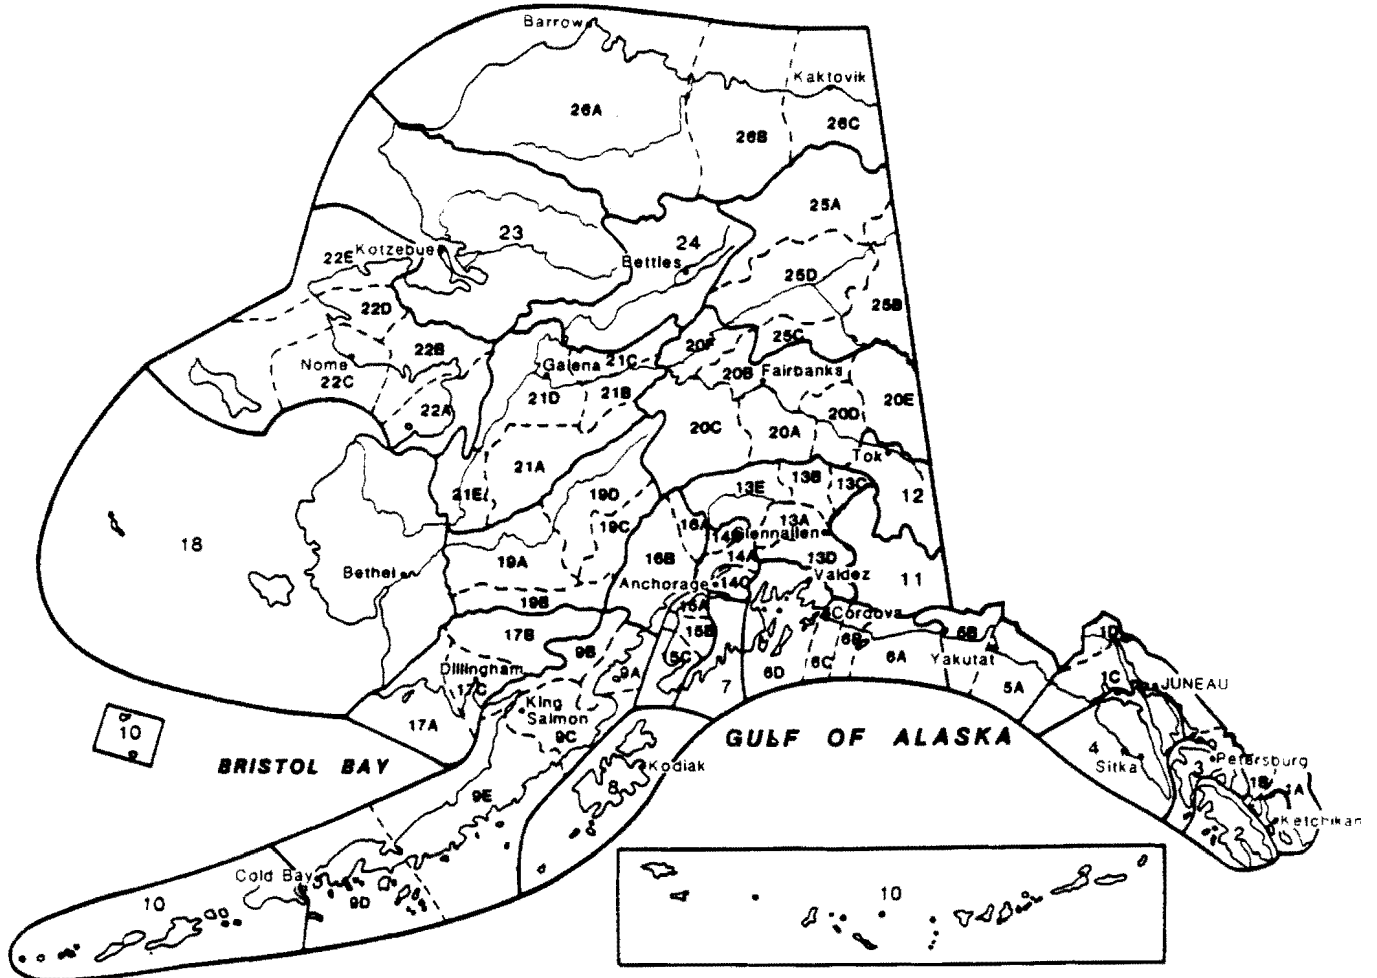 Barrow
Kaktovik
26A
26B
26C
25A
23
24
22E
Kotzebue
Bettles
25D
22D
25B
25C
20F
22B
Nome
22C
Galena
21C
20B
Fairbanks
21D
21B
20E
22A
20D
20C
20A
Tok
21A
13B
13C
13E
21E
19D
12
19C
16A
13A
Glennallen
18
14A
19A
16B
13D
Bethel
Anchorage
14C
Valdez
11
19B
15A
Cordova
17B
15B
6B
5B
1D
9B
15C
9A
6A
Yakutat
Dillingham
6D
6C
17C
7
5A
1C
JUNEAU
King
Salmon
17A
9C
10
GULF OF ALASKA
4
BRISTOL BAY
Sitka
3
Petersburg
Kodiak
8
1B
1A
9E
Ketchikan
2
Cold Bay
10
9D
10